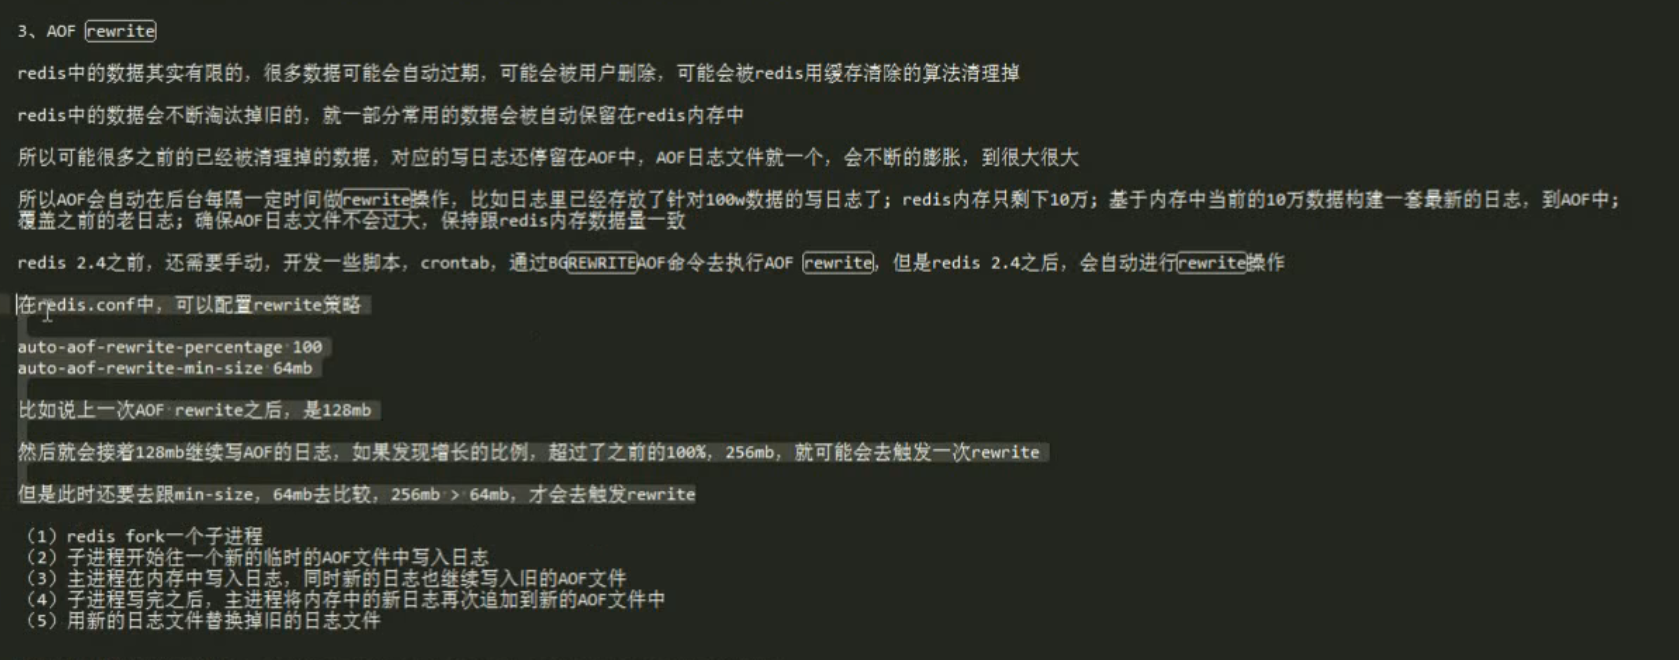 3、AOF rewrite
redis中的数据其实有限的，很多数据可能会自动过期，可能会被用户删除，可能会被redis用缓存清除的算法清理掉
redis中的数据会不断淘汰掉旧的，就一部分常用的数据会被自动保留在redis内存中
所以可能很多之前的已经被清理掉的数据，对应的写日志还停留在AOF中，AOF日志文件就一个，会不断的膨胀，到很大很大
所以AOF会自动在后台每隔一定时间做rewrite操作，比如日志里已经存放了针对100w数据的写日志了；redis内存只剩下10万；基于内存中当前的10万数据构建一套最新的日志，到AOF中；
覆盖之前的老日志；确保AOF日志文件不会过大，保持跟redis内存数据量一致
redis 2.4之前，还需要手动，开发一些脚本，crontab，通过BGREWRITEAOF命令去执行AOF rewrite，但是redis 2.4之后，会自动进行rewrite操作
在redis.conf中，可以配置rewrite策略
auto-aof-rewrite-percentage 100
auto-aof-rewrite-min-size 64mb
比如说上一次AOF rewrite之后，是128mb
然后就会接着128mb继续写AOF的日志，如果发现增长的比例，超过了之前的100%，256mb，就可能会去触发一次rewrite
但是此时还要去跟min-size，64mb去比较，256mb > 64mb，才会去触发rewrite
（1）redis fork一个子进程
（2）子进程开始往一个新的临时的AOF文件中写入日志
（3）主进程在内存中写入日志，同时新的日志也继续写入旧的AOF文件
（4）子进程写完之后，主进程将内存中的新日志再次追加到新的AOF文件中
（5）用新的日志文件替换掉旧的日志文件